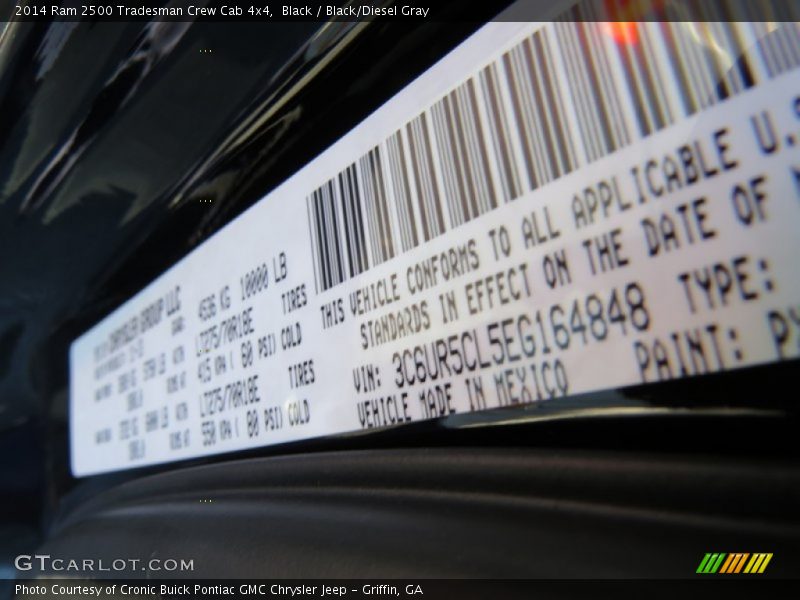 2014 Ram 2500 Tradesman Crew Cab 4x4,  Black / Black/Diesel Gray
CHRYSLER GROUP LLC
4536 KG 10000 LB
LT275/70R18E TIRES
KPA ( 60 PSI) COLD
LT275/70R18E TIRES
550 KPA ( 80 PSI) COLD
THIS VEHICLE CONFORMS TO ALL APPLICABLE U.S
STANDARDS IN EFFECT ON THE DATE OF
VIN: 3C6UR5CL5EG164848 TYPE:
VEHICLE MADE IN MEXICO PAINT:
GTCARLOT.COM
Photo Courtesy of Cronic Buick Pontiac GMC Chrysler Jeep - Griffin, GA